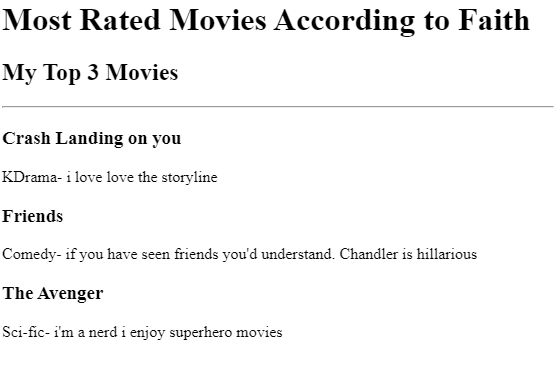 Most Rated Movies According to Faith
My Top 3 Movies
Crash Landing on you
KDrama- i love love the storyline
Friends
Comedy- if you have seen friends you'd understand. Chandler is hillarious
The Avenger
Sci-fic- i'm a nerd i enjoy superhero movies